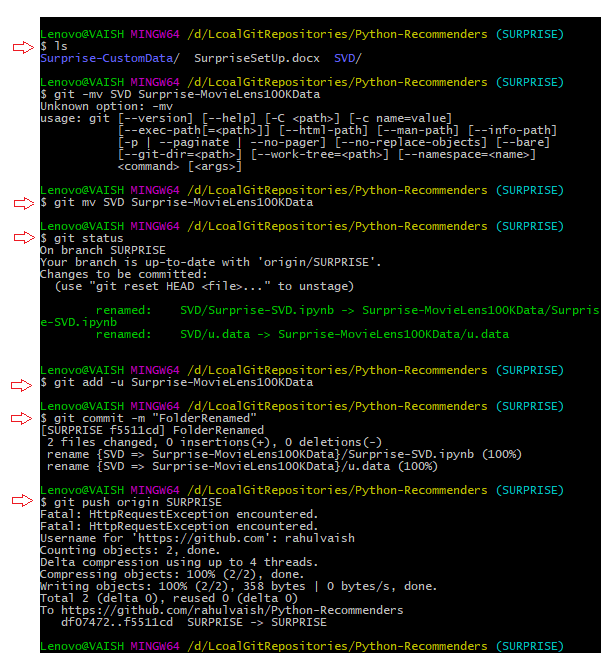 Lenovo@VAISH MINGW64 /d/LcoalGitRepositories/Python-Recommenders (SURPRISE)
$ ls
Surprise-CustomData/  SurpriseSetUp.docx  SVD/

Lenovo@VAISH MINGW64 /d/LcoalGitRepositories/Python-Recommenders (SURPRISE)
$ git -mv SVD Surprise-MovieLens100KData
Unknown option: -mv
usage: git [--version] [--help] [-C <path>] [-c name=value]
           [--exec-path[=<path>]] [--html-path] [--man-path] [--info-path]
           [-p | --paginate | --no-pager] [--no-replace-objects] [--bare]
           [--git-dir=<path>] [--work-tree=<path>] [--namespace=<name>]
           <command> [<args>]

Lenovo@VAISH MINGW64 /d/LcoalGitRepositories/Python-Recommenders (SURPRISE)
$ git mv SVD Surprise-MovieLens100KData

Lenovo@VAISH MINGW64 /d/LcoalGitRepositories/Python-Recommenders (SURPRISE)
$ git status
On branch SURPRISE
Your branch is up-to-date with 'origin/SURPRISE'.
Changes to be committed:
  (use "git reset HEAD <file>..." to unstage)

        renamed:    SVD/Surprise-SVD.ipynb -> Surprise-MovieLens100KData/Surpris
e-SVD.ipynb
        renamed:    SVD/u.data -> Surprise-MovieLens100KData/u.data

Lenovo@VAISH MINGW64 /d/LcoalGitRepositories/Python-Recommenders (SURPRISE)
$ git add -u Surprise-MovieLens100KData

Lenovo@VAISH MINGW64 /d/LcoalGitRepositories/Python-Recommenders (SURPRISE)
$ git commit -m "FolderRenamed"
[SURPRISE f5511cd] FolderRenamed
 2 files changed, 0 insertions(+), 0 deletions(-)
 rename {SVD => Surprise-MovieLens100KData}/Surprise-SVD.ipynb (100%)
 rename {SVD => Surprise-MovieLens100KData}/u.data (100%)

Lenovo@VAISH MINGW64 /d/LcoalGitRepositories/Python-Recommenders (SURPRISE)
$ git push origin SURPRISE
Fatal: HttpRequestException encountered.
Fatal: HttpRequestException encountered.
Username for 'https://github.com': rahulvaish
Counting objects: 2, done.
Delta compression using up to 4 threads.
Compressing objects: 100% (2/2), done.
Writing objects: 100% (2/2), 358 bytes | 0 bytes/s, done.
Total 2 (delta 0), reused 0 (delta 0)
To https://github.com/rahulvaish/Python-Recommenders
   df07472..f5511cd  SURPRISE -> SURPRISE

Lenovo@VAISH MINGW64 /d/LcoalGitRepositories/Python-Recommenders (SURPRISE)